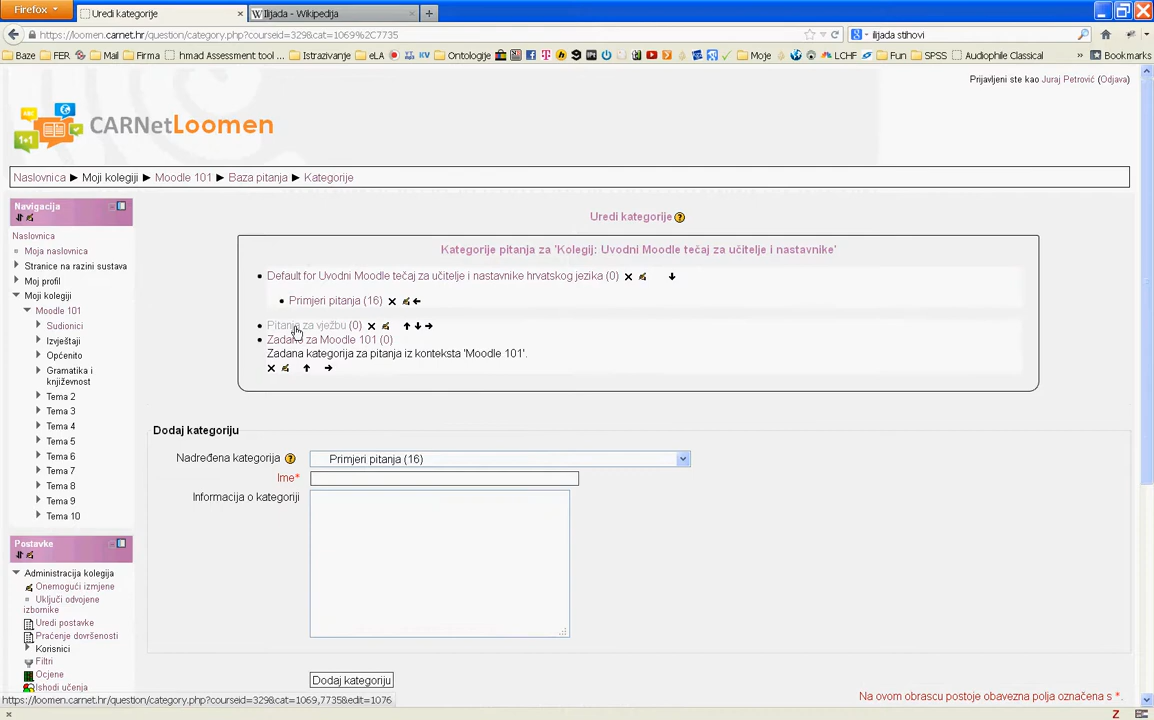 Firefox
Uredi kategorije
Ilijada - Wikipedija
https://loomen.carnet.hr/question/category.php?courseid=329&cat=1069%2C7735
ilijada stihovi
Baze FER Mail Firma hmad Assessment tool ... Istrazivanje eLA Ontologije KV Moje LCHF Fun SPSS Audiophile Classical Bookmarks
Prijavljeni ste kao Juraj Petrović (Odjava)
CARNetLoomen
Naslovnica ► Moji kolegiji ► Moodle 101 ► Baza pitanja ► Kategorije
Navigacija
Naslovnica
Moja naslovnica
Stranice na razini sustava
Moj profil
Moji kolegiji
Moodle 101
Sudionici
Izvještaji
Općenito
Gramatika i
književnost
Tema 2
Tema 3
Tema 4
Tema 5
Tema 6
Tema 7
Tema 8
Tema 9
Tema 10
Postavke
Administracija kolegija
Onemogući izmjene
Uključi odvojene
izbornike
Uredi postavke
Praćenje dovršenosti
Korisnici
Filtri
Ocjene
Ishodi učenja
Uredi kategorije
Kategorije pitanja za 'Kolegij: Uvodni Moodle tečaj za učitelje i nastavnike'
Default for Uvodni Moodle tečaj za učitelje i nastavnike hrvatskog jezika (0)
Primjeri pitanja (16)
Pitanja za vježbu (0)
Zadano za Moodle 101 (0)
Zadana kategorija za pitanja iz konteksta 'Moodle 101'.
Dodaj kategoriju
Nadređena kategorija
Primjeri pitanja (16)
Ime*
Informacija o kategoriji
Dodaj kategoriju
Na ovom obrascu postoje obavezna polja označena s *.
https://loomen.carnet.hr/question/category.php?courseid=329&cat=1069,7735&edit=1076